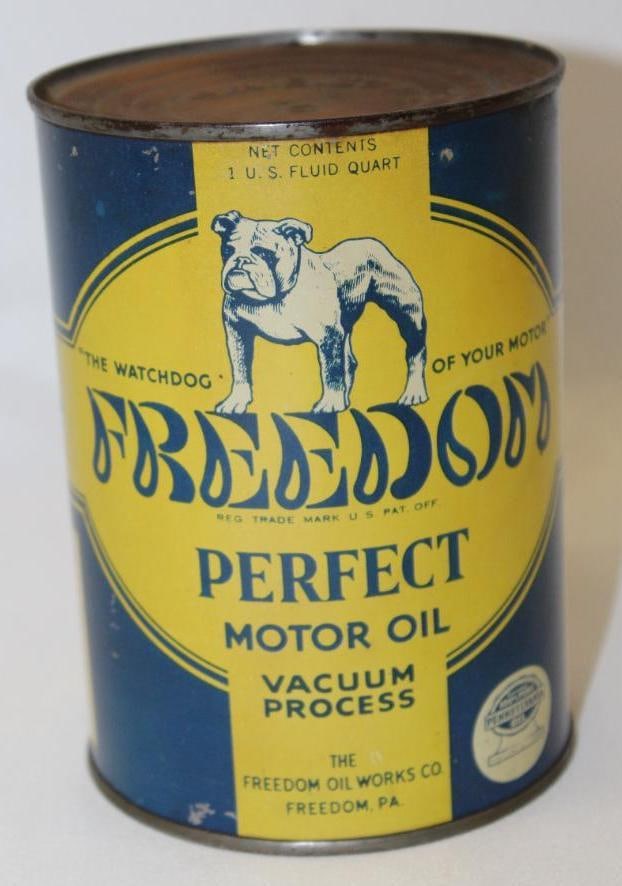 NET CONTENTS
1 U. S. FLUID QUART
"THE WATCHDOG OF YOUR MOTOR"
FREEDOM
REG. TRADE MARK U S PAT. OFF.
PERFECT
MOTOR OIL
VACUUM
PROCESS
PENNSYLVANIA
THE
FREEDOM OIL WORKS CO.
FREEDOM, PA.